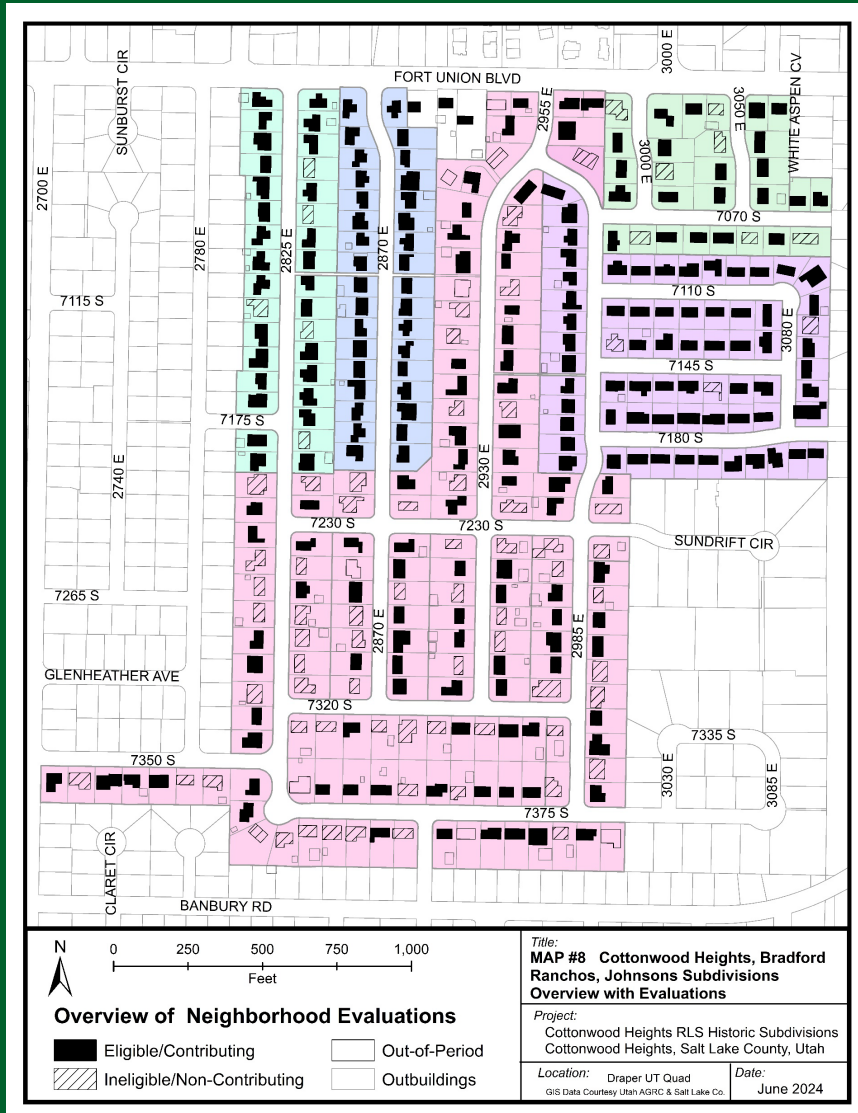 SUNBURST CIR
FORT UNION BLVD
3000 E
WHITE ASPEN CV
2955 E
3050 E
3000 E
2700 E
7070 S
2780 E
2825 E
2870 E
7110 S
7115 S
3080 E
7145 S
7175 S
7180 S
2740 E
2930 E
7230 S
7230 S
SUNDRIFT CIR
7265 S
2870 E
2985 E
GLENHEATHER AVE
7320 S
7335 S
7350 S
3030 E
3085 E
7375 S
CLARET CIR
BANBURY RD
N
0 250 500 750 1,000
Feet
Overview of Neighborhood Evaluations
Eligible/Contributing
Out-of-Period
Ineligible/Non-Contributing
Outbuildings
Title:
MAP #8 Cottonwood Heights, Bradford
Ranchos, Johnsons Subdivisions
Overview with Evaluations
Project:
Cottonwood Heights RLS Historic Subdivisions
Cottonwood Heights, Salt Lake County, Utah
Location: Draper UT Quad
GIS Data Courtesy Utah AGRC & Salt Lake Co.
Date:
June 2024